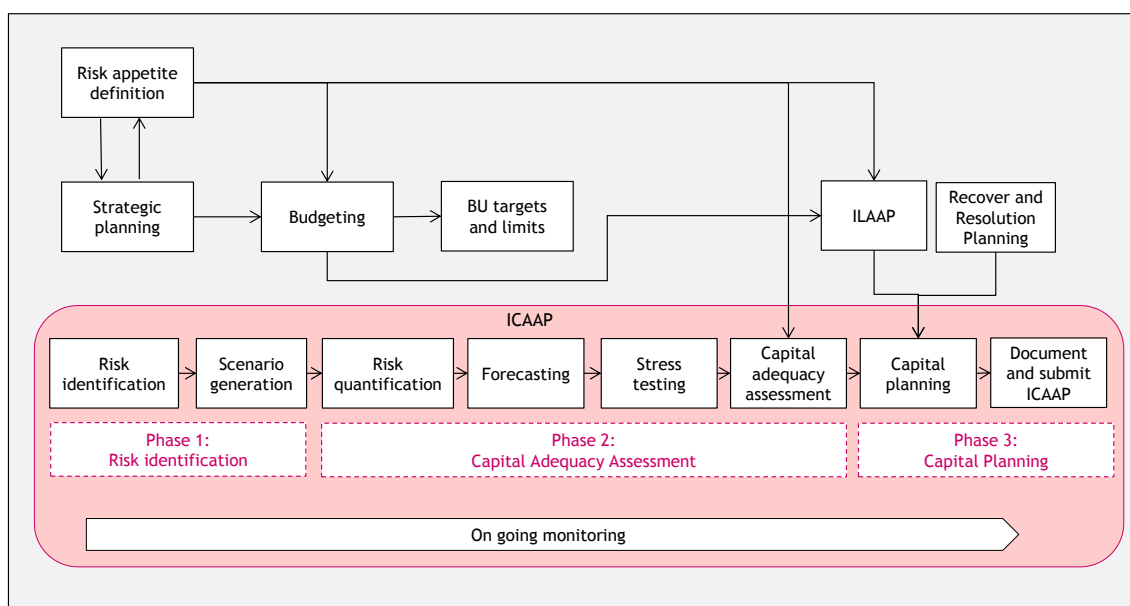 Risk appetite
definition
Strategic
planning
Budgeting
BU targets
and limits
ILAAP
Recover and
Resolution
Planning
ICAAP
Risk
identification
Scenario
generation
Risk
quantification
Forecasting
Stress
testing
Capital
adequacy
assessment
Capital
planning
Document
and submit
ICAAP
Phase 1:
Risk identification
Phase 2:
Capital Adequacy Assessment
Phase 3:
Capital Planning
On going monitoring